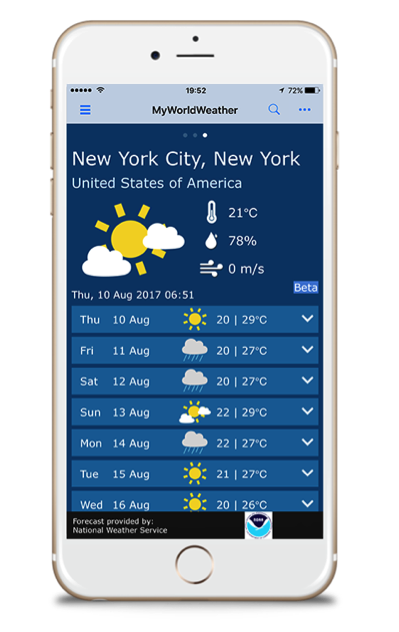 19:52
72%
MyWorldWeather
New York City, New York
United States of America
21°C
78%
0 m/s
Beta
Thu, 10 Aug 2017 06:51
Thu 10 Aug 20 | 29°C
Fri 11 Aug 20 | 27°C
Sat 12 Aug 20 | 27°C
Sun 13 Aug 22 | 29°C
Mon 14 Aug 22 | 27°C
Tue 15 Aug 21 | 27°C
Wed 16 Aug 20 | 26°C
Forecast provided by:
National Weather Service